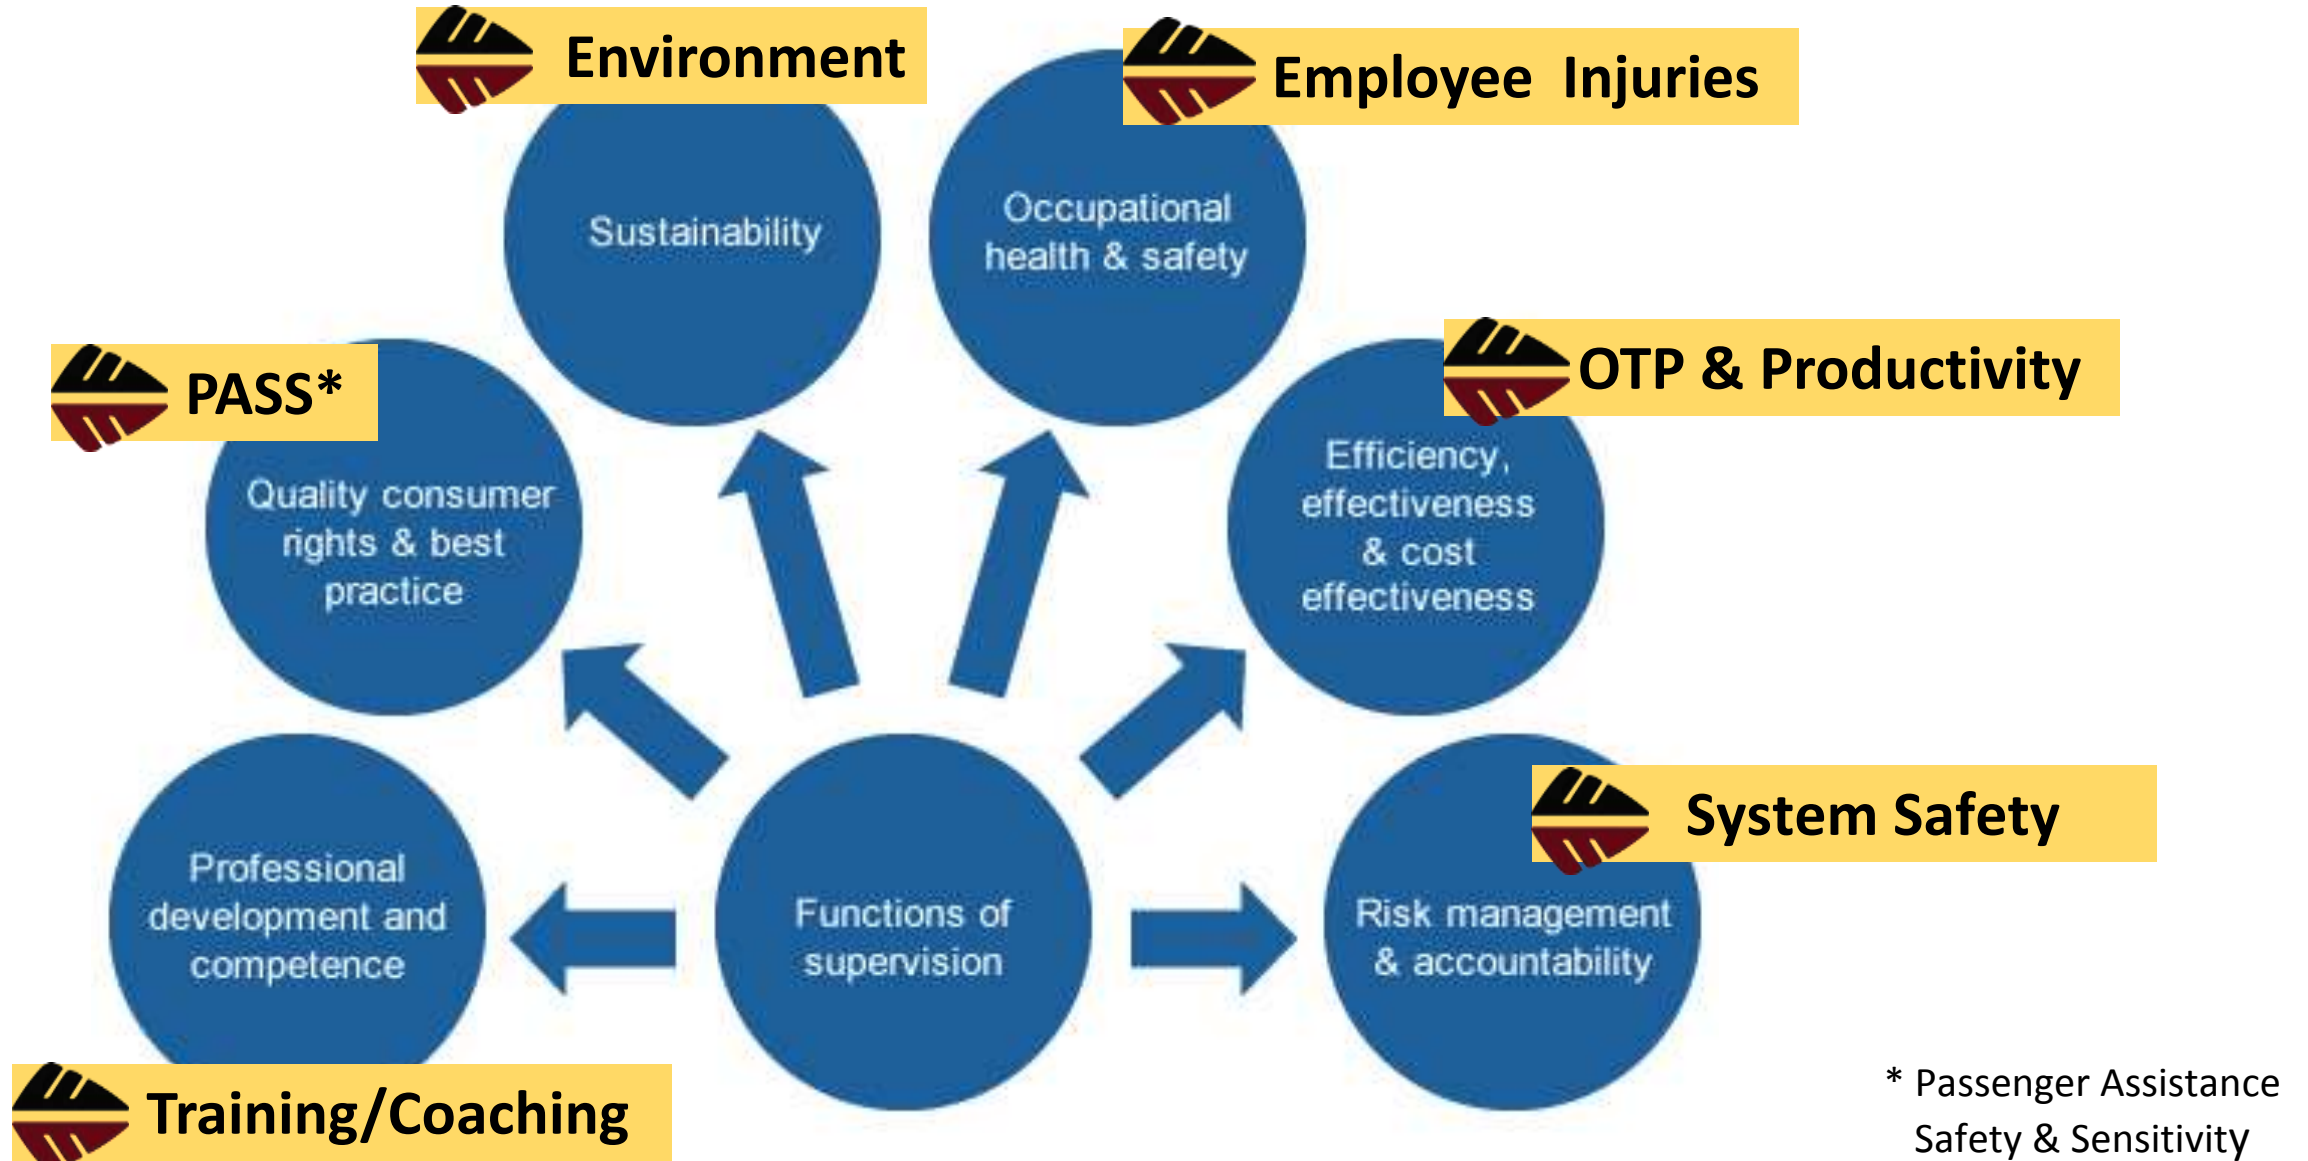 Environment
Employee  Injuries
Sustainability
Occupational
health & safety
PASS*
OTP & Productivity
Quality consumer
rights & best
practice
Efficiency,
effectiveness
& cost
effectiveness
System Safety
Professional
development and
competence
Functions of
supervision
Risk management
& accountability
Training/Coaching
* Passenger Assistance
Safety & Sensitivity